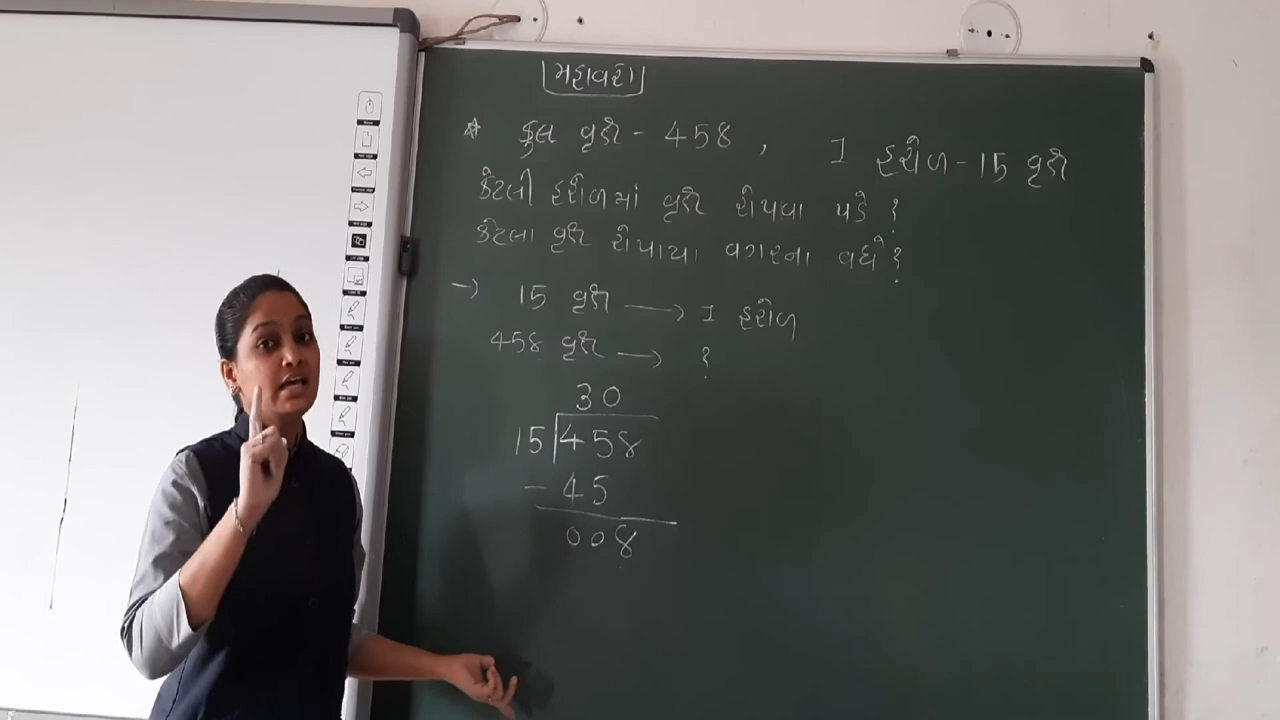 મહાવરો
* કુલ વૃક્ષો - 458 , 1 હરોળ - 15 વૃક્ષો
કેટલી હરોળમાં વૃક્ષો રોપવા પડે ?
કેટલા વૃક્ષો રોપાયા વગરના વધે ?
→ 15 વૃક્ષો → 1 હરોળ
458 વૃક્ષો → ?
30
15 458
- 45
008